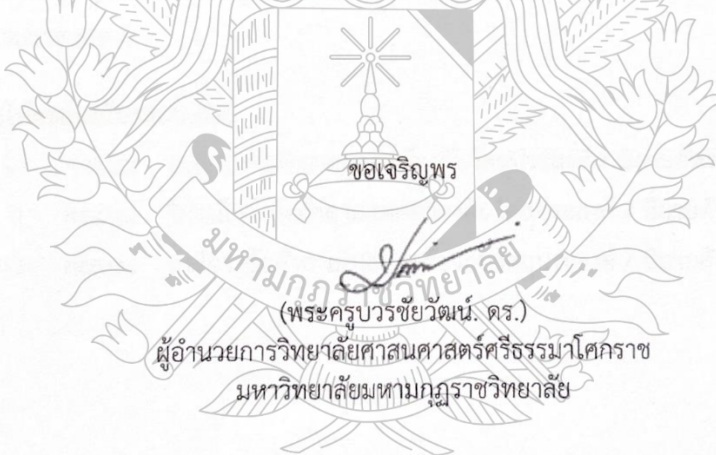 ขอเจริญพร
มหามกุฏราชวิทยาลัย
(พระครูบวรชัยวัฒน์. ดร.)
ผู้อำนวยการวิทยาลัยศาสนศาสตร์ศรีธรรมาโศกราช
มหาวิทยาลัยมหามกุฏราชวิทยาลัย